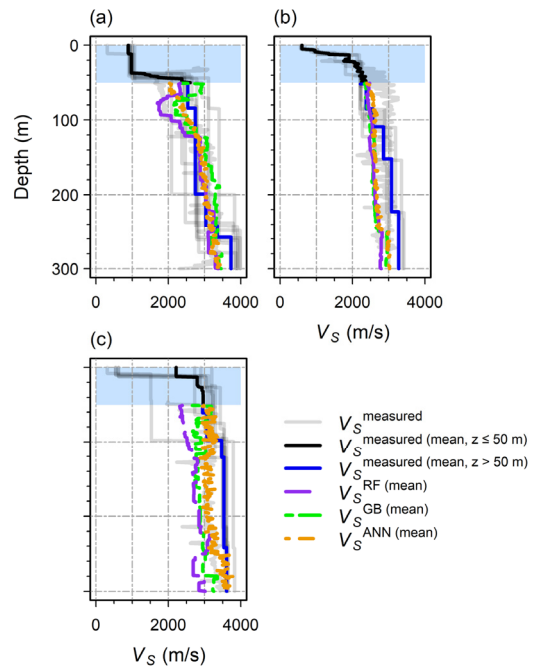 (a)
(b)
0
100
200
300
Depth (m)
0
2000
4000
0
2000
4000
V_S (m/s)
(c)
0
2000
4000
V_S (m/s)
V_S^measured
V_S^measured (mean, z ≤ 50 m)
V_S^measured (mean, z > 50 m)
V_S^RF (mean)
V_S^GB (mean)
V_S^ANN (mean)